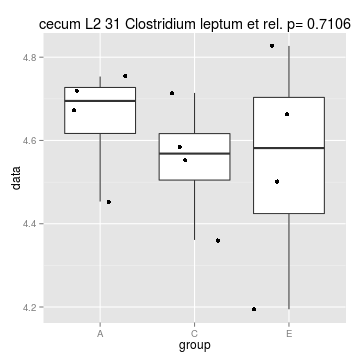 cecum L2 31 Clostridium leptum et rel. p= 0.7106
4.8
4.6
4.4
4.2
data
A C E
group